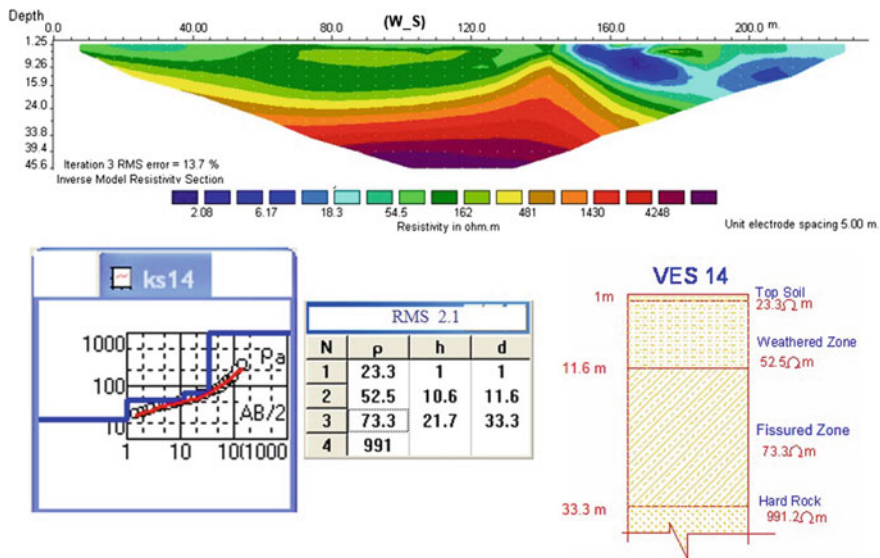 Depth
(W_S)
0.00 40.0 80.0 120.0 160.00 200.0 m.
1.25
9.26
15.9
24.0
33.8
39.4
45.6
Iteration 3 RMS error = 13.7 %
Inverse Model Resistivity Section
2.08 6.17 18.3 54.5 162 481 1430 4248
Resistivity in ohm.m
Unit electrode spacing 5.00 m.
ks14
1000
100
10
Pa
AB/2
1 10 100 1000
RMS 2.1
N ρ h d
1 23.3 1 1
2 52.5 10.6 11.6
3 73.3 21.7 33.3
4 991
VES 14
1m
Top Soil
23.3Ω m
Weathered Zone
52.5Ω m
11.6 m
Fissured Zone
73.3Ω m
33.3 m
Hard Rock
991.2Ω m